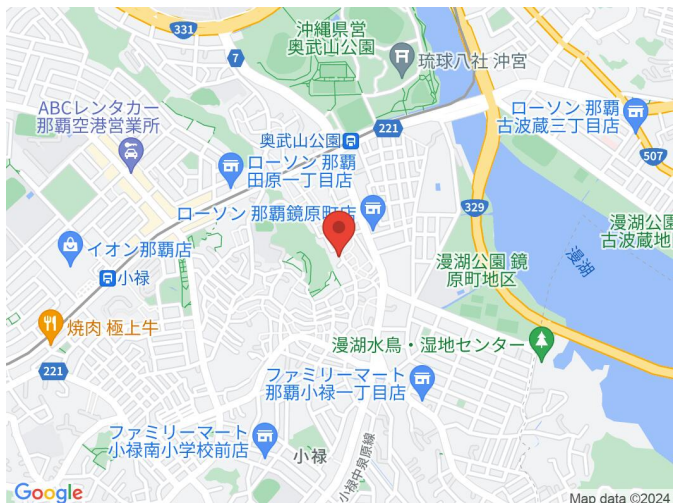 331
沖縄県営
奥武山公園
7
琉球八社 沖宮
ABCレンタカー
那覇空港営業所
ローソン 那覇
古波蔵三丁目店
奥武山公園
221
ローソン 那覇
田原一丁目店
507
ローソン 那覇鏡原町店
329
漫湖公園
古波蔵地
イオン那覇店
漫湖公園 鏡
原町地区
漫湖
小禄
焼肉 極上牛
漫湖水鳥・湿地センター
221
ファミリーマート
那覇小禄一丁目店
ファミリーマート
小禄南小学校前店
小禄
小禄中泉原線
Google
Map data ©2024